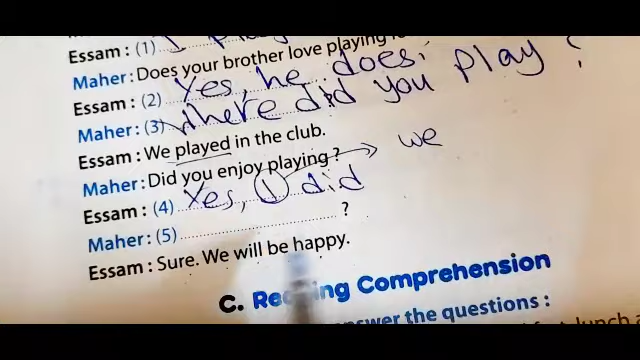 Essam : (1)
Maher : Does your brother love playing
Essam : (2) Yes, he does.
Maher : (3) Where did you play ?
Essam : We played in the club.
Maher : Did you enjoy playing ? we
Essam : (4) Yes, I did
Maher : (5) ?
Essam : Sure. We will be happy.
C. Reading Comprehension
answer the questions :
lunch